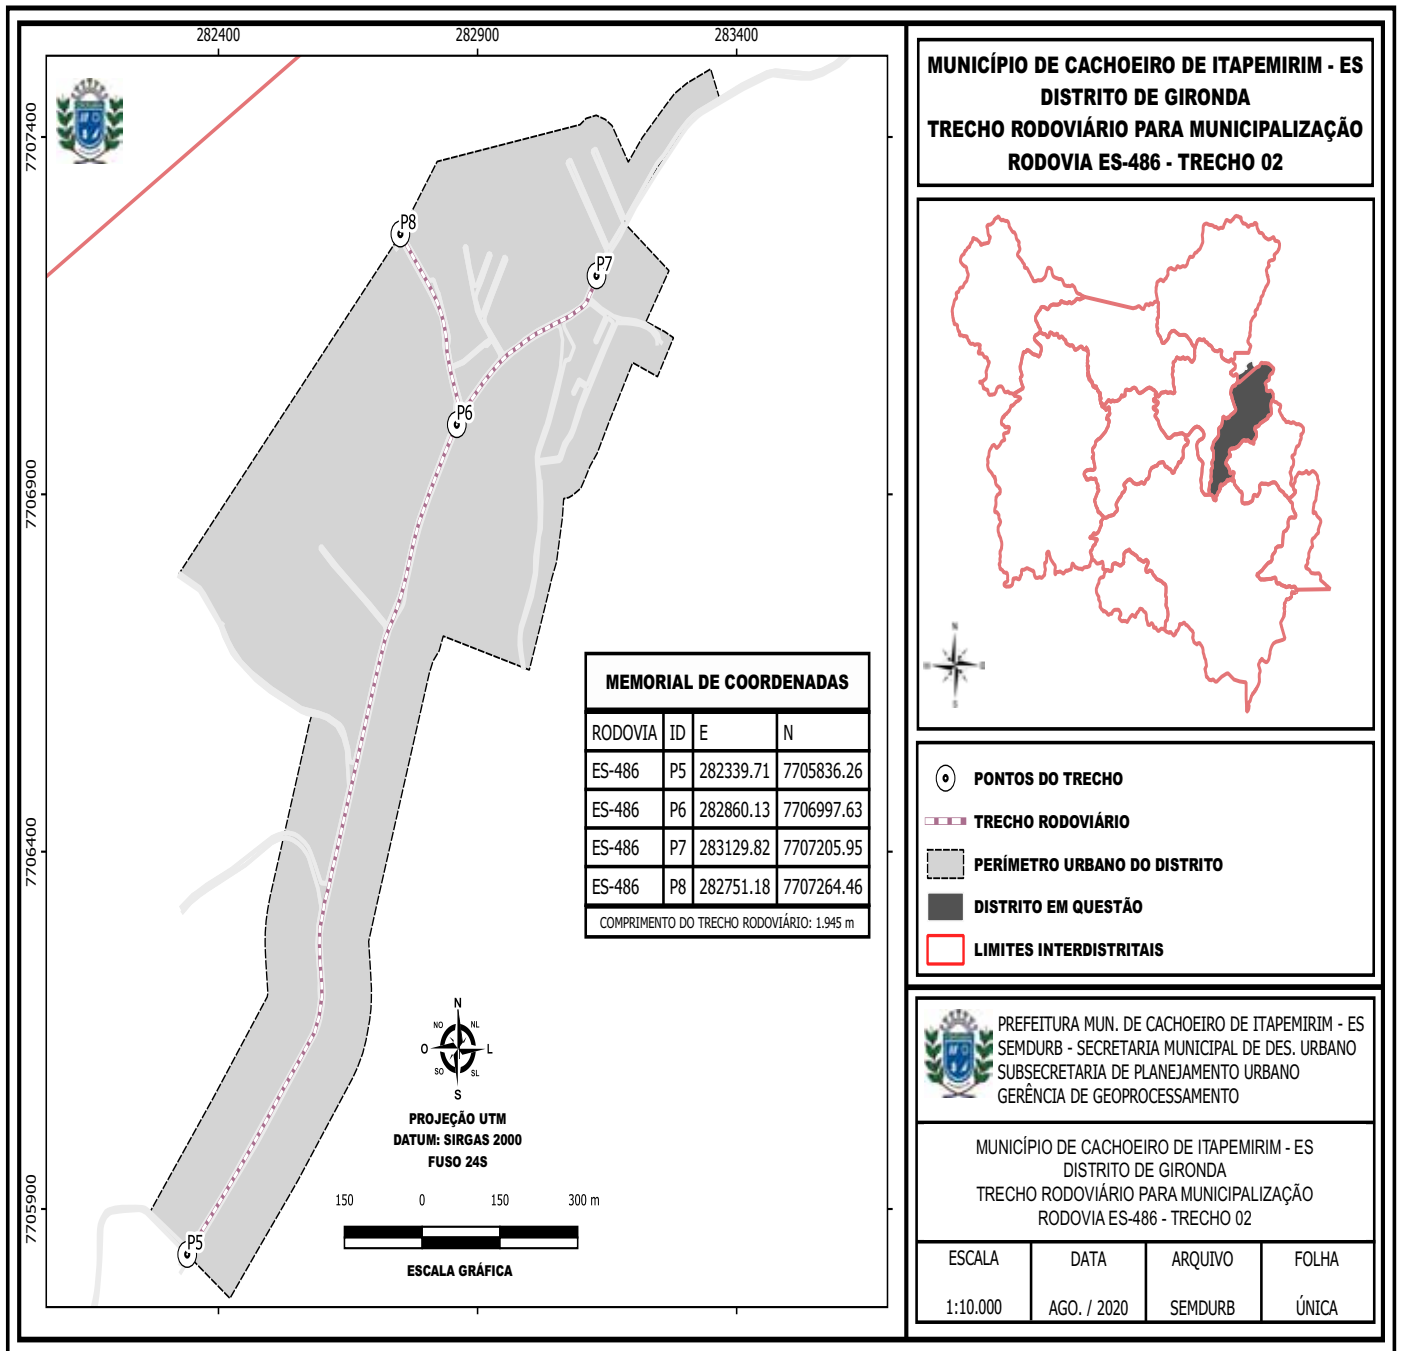 282400 282900 283400
7707400
7706900
7706400
7705900
P8
P7
P6
P5
MEMORIAL DE COORDENADAS
RODOVIA ID E N
ES-486 P5 282339.71 7705836.26
ES-486 P6 282860.13 7706997.63
ES-486 P7 283129.82 7707205.95
ES-486 P8 282751.18 7707264.46
COMPRIMENTO DO TRECHO RODOVIÁRIO: 1.945 m
N
NO NL
O L
SO SL
S
PROJEÇÃO UTM
DATUM: SIRGAS 2000
FUSO 24S
150 0 150 300 m
ESCALA GRÁFICA
MUNICÍPIO DE CACHOEIRO DE ITAPEMIRIM - ES
DISTRITO DE GIRONDA
TRECHO RODOVIÁRIO PARA MUNICIPALIZAÇÃO
RODOVIA ES-486 - TRECHO 02
N
S
PONTOS DO TRECHO
TRECHO RODOVIÁRIO
PERÍMETRO URBANO DO DISTRITO
DISTRITO EM QUESTÃO
LIMITES INTERDISTRITAIS
PREFEITURA MUN. DE CACHOEIRO DE ITAPEMIRIM - ES
SEMDURB - SECRETARIA MUNICIPAL DE DES. URBANO
SUBSECRETARIA DE PLANEJAMENTO URBANO
GERÊNCIA DE GEOPROCESSAMENTO
MUNICÍPIO DE CACHOEIRO DE ITAPEMIRIM - ES
DISTRITO DE GIRONDA
TRECHO RODOVIÁRIO PARA MUNICIPALIZAÇÃO
RODOVIA ES-486 - TRECHO 02
ESCALA DATA ARQUIVO FOLHA
1:10.000 AGO. / 2020 SEMDURB ÚNICA